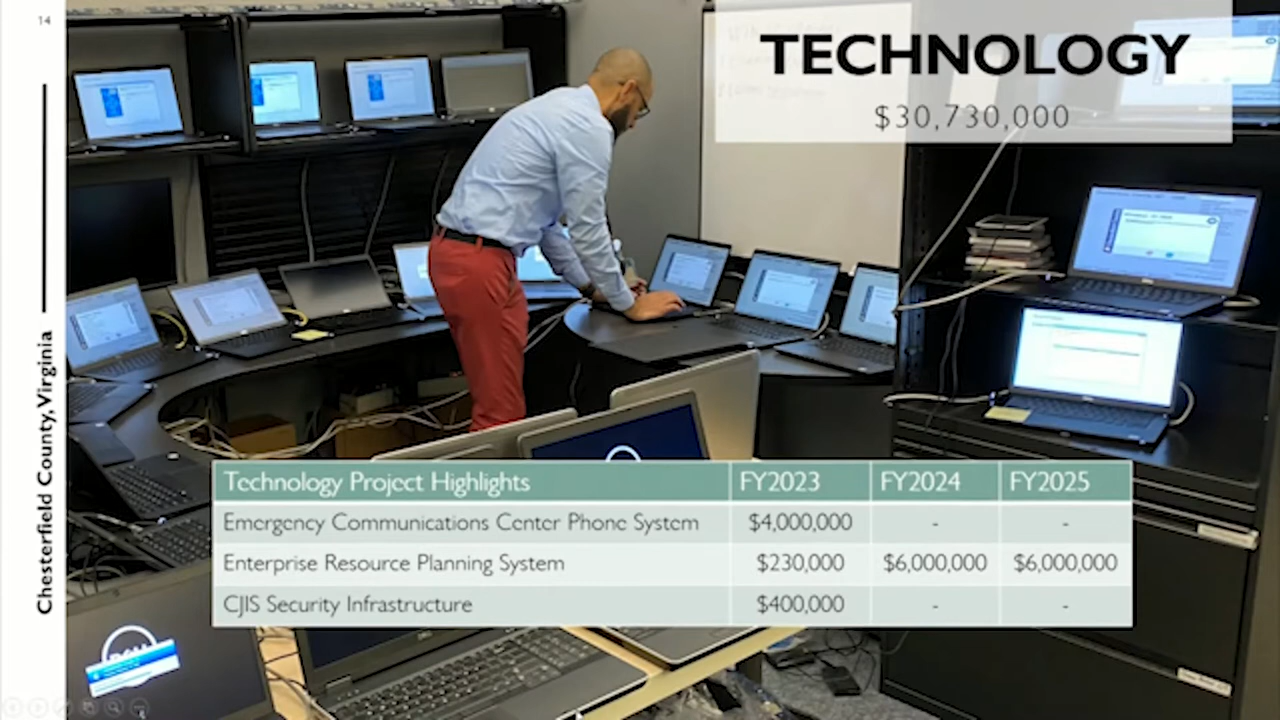 14
TECHNOLOGY
$30,730,000
Chesterfield County, Virginia
Technology Project Highlights FY2023 FY2024 FY2025
Emergency Communications Center Phone System $4,000,000 - -
Enterprise Resource Planning System $230,000 $6,000,000 $6,000,000
CJIS Security Infrastructure $400,000 - -